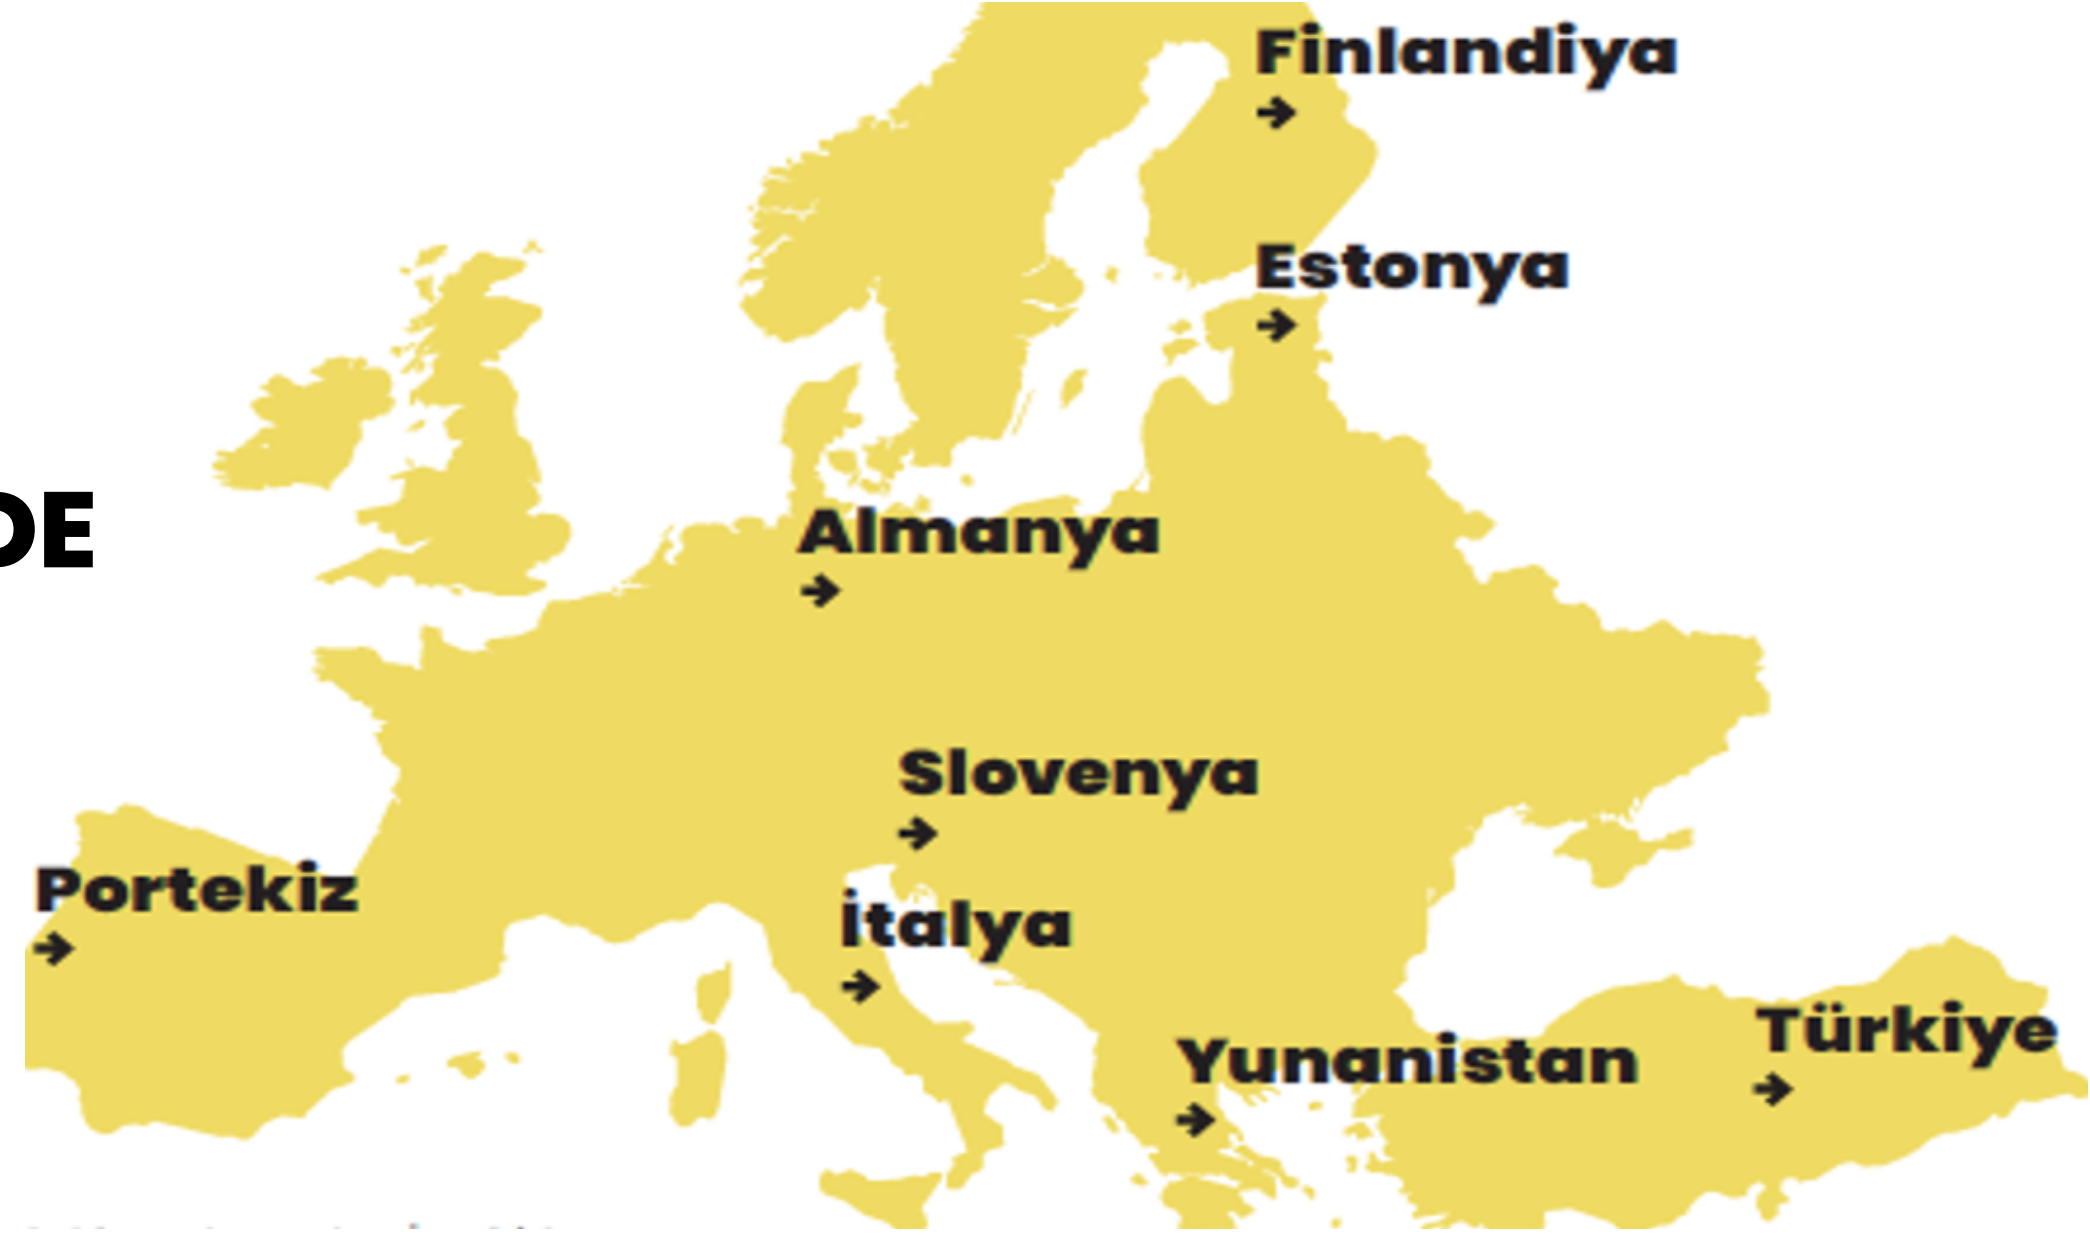 Finlandiya
Estonya
DE
Almanya
Slovenya
Portekiz
İtalya
Türkiye
Yunanistan